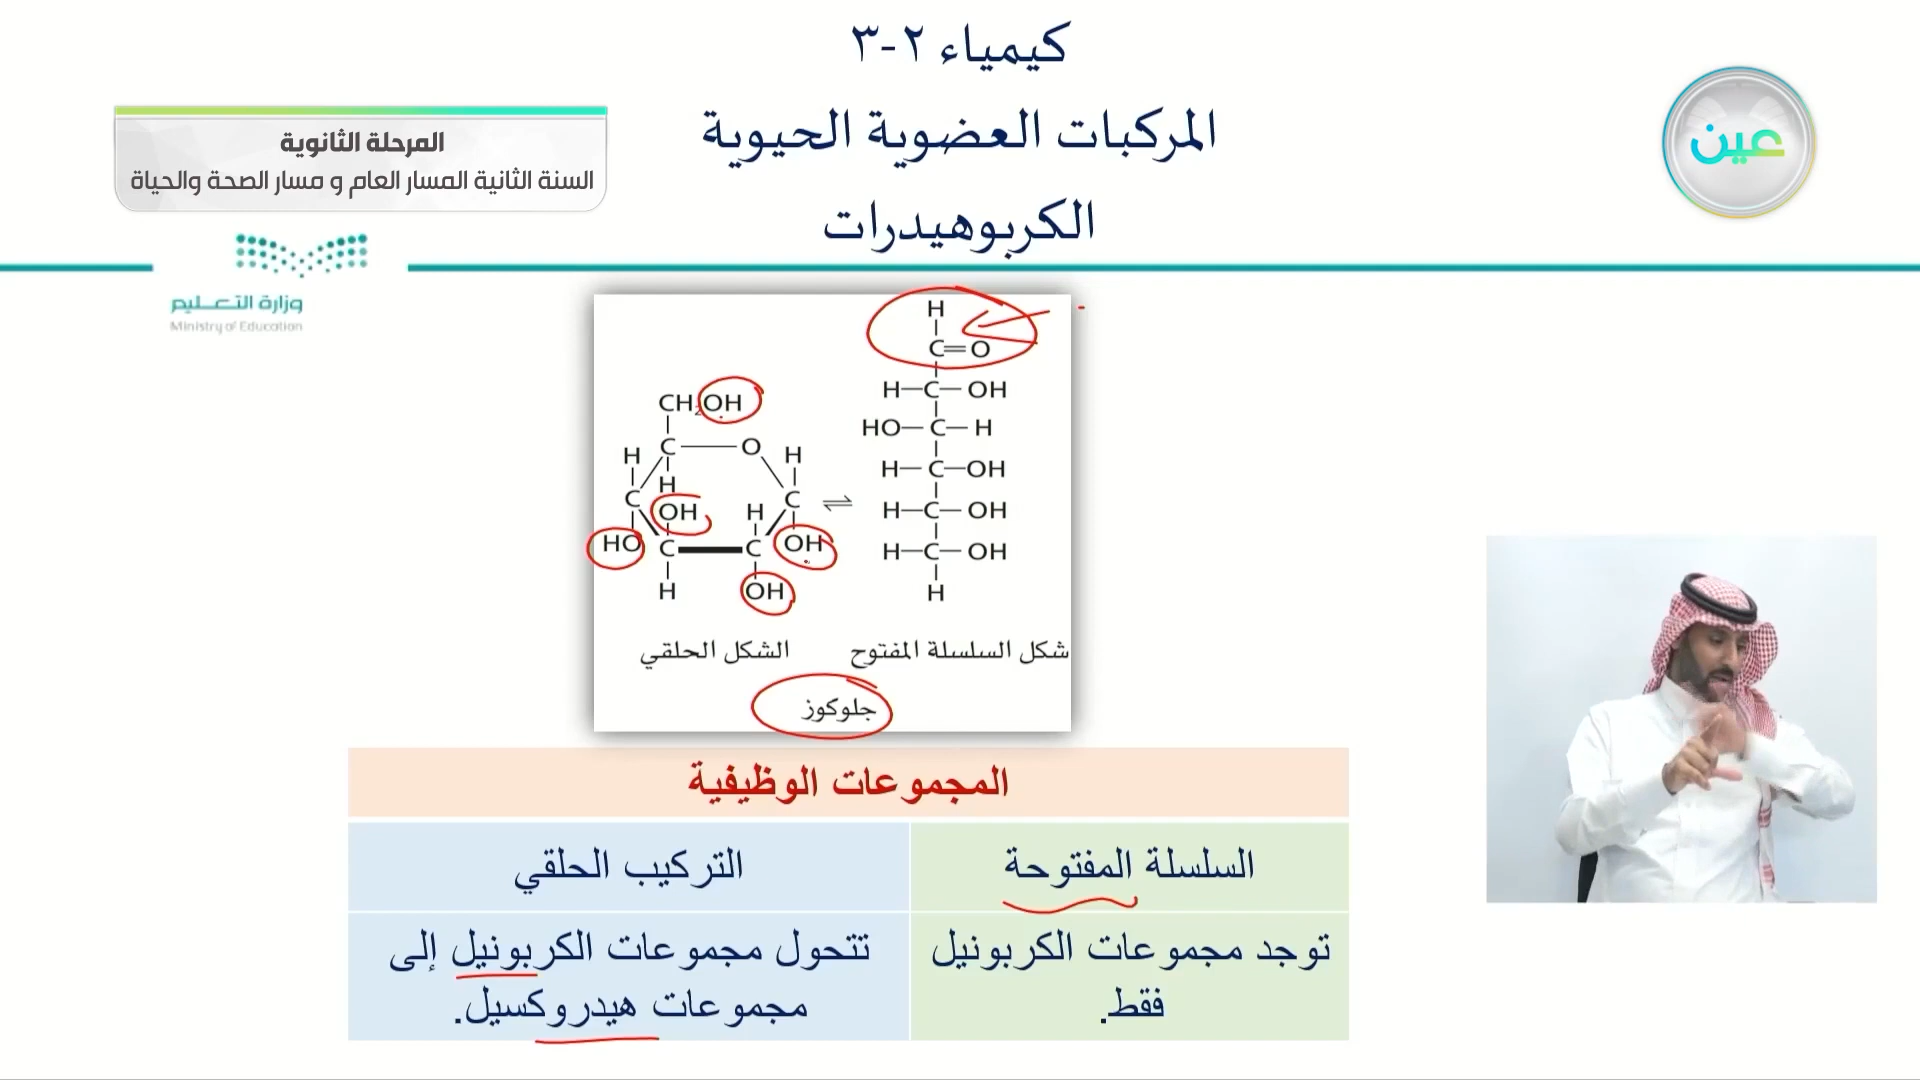 كيمياء ٢-٣
المركبات العضوية الحيوية
الكربوهيدرات
المرحلة الثانوية
السنة الثانية المسار العام و مسار الصحة والحياة
عين
وزارة التعليم
Ministry of Education
H
C=O
H—C—OH
HO—C—H
H—C—OH
H—C—OH
H—C—OH
H
CH₂OH
H C O H
C H C
OH H
HO C C OH
H OH
⇌
شكل السلسلة المفتوح
الشكل الحلقي
جلوكوز
المجموعات الوظيفية
السلسلة المفتوحة
التركيب الحلقي
توجد مجموعات الكربونيل
فقط.
تتحول مجموعات الكربونيل إلى
مجموعات هيدروكسيل.